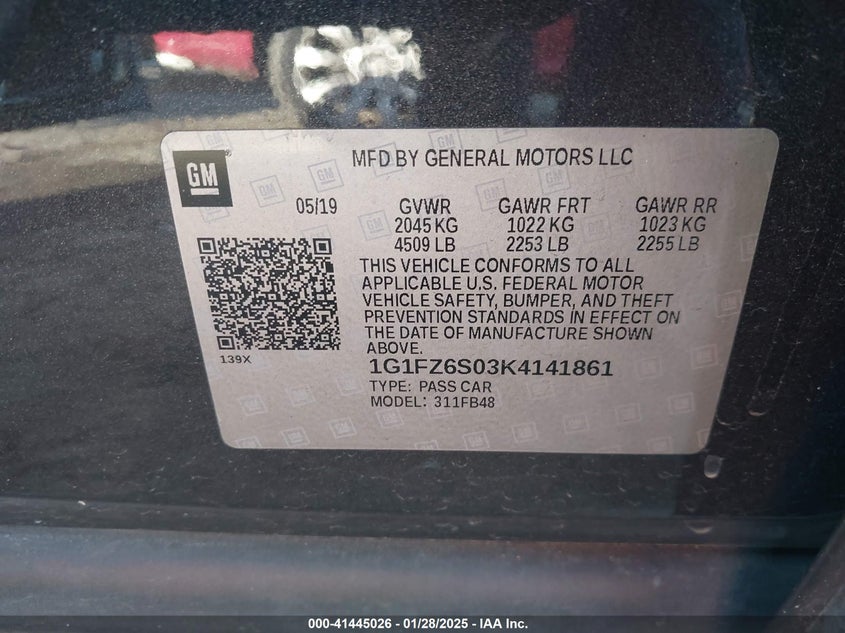 GM
MFD BY GENERAL MOTORS LLC
05/19 GVWR GAWR FRT GAWR RR
2045 KG 1022 KG 1023 KG
4509 LB 2253 LB 2255 LB
THIS VEHICLE CONFORMS TO ALL
APPLICABLE U.S. FEDERAL MOTOR
VEHICLE SAFETY, BUMPER, AND THEFT
PREVENTION STANDARDS IN EFFECT ON
THE DATE OF MANUFACTURE SHOWN
ABOVE.
139X
1G1FZ6S03K4141861
TYPE: PASS CAR
MODEL: 311FB48
000-41445026 - 01/28/2025 - IAA Inc.